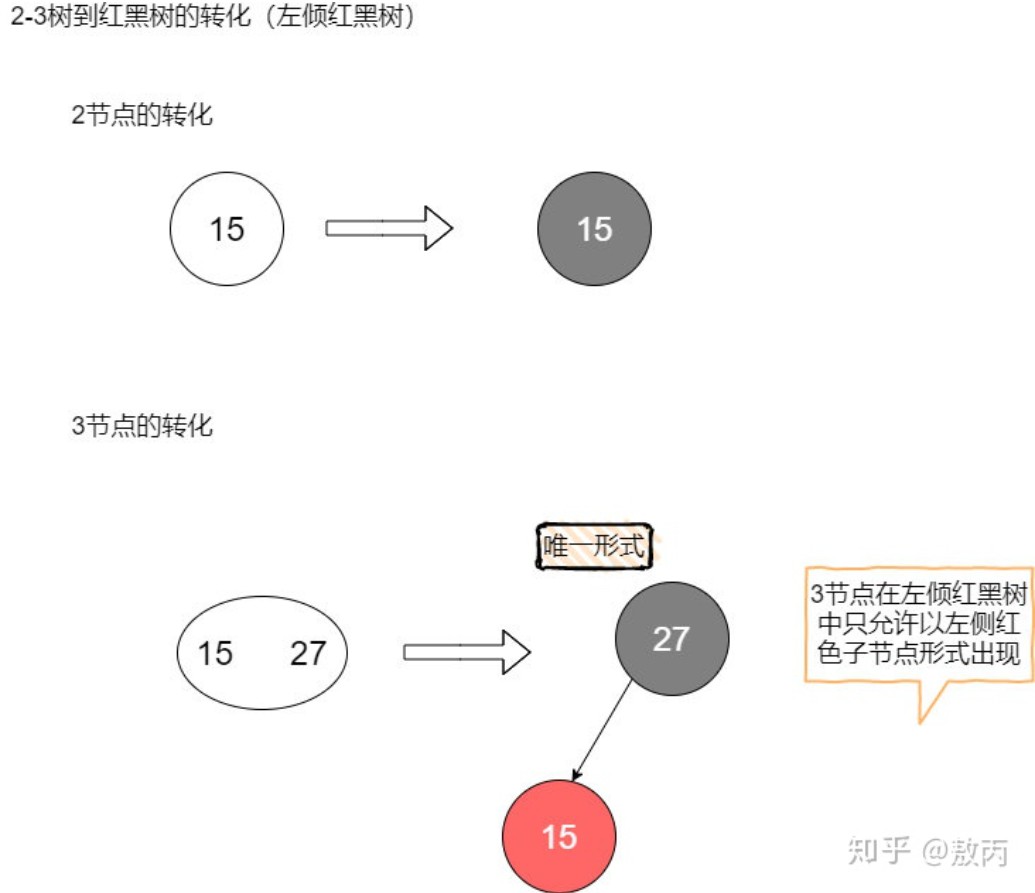 2-3树到红黑树的转化（左倾红黑树）
2节点的转化
15
15
3节点的转化
唯一形式
15 27
27
3节点在左倾红黑树
中只允许以左侧红
色子节点形式出现
15
知乎 @敖丙